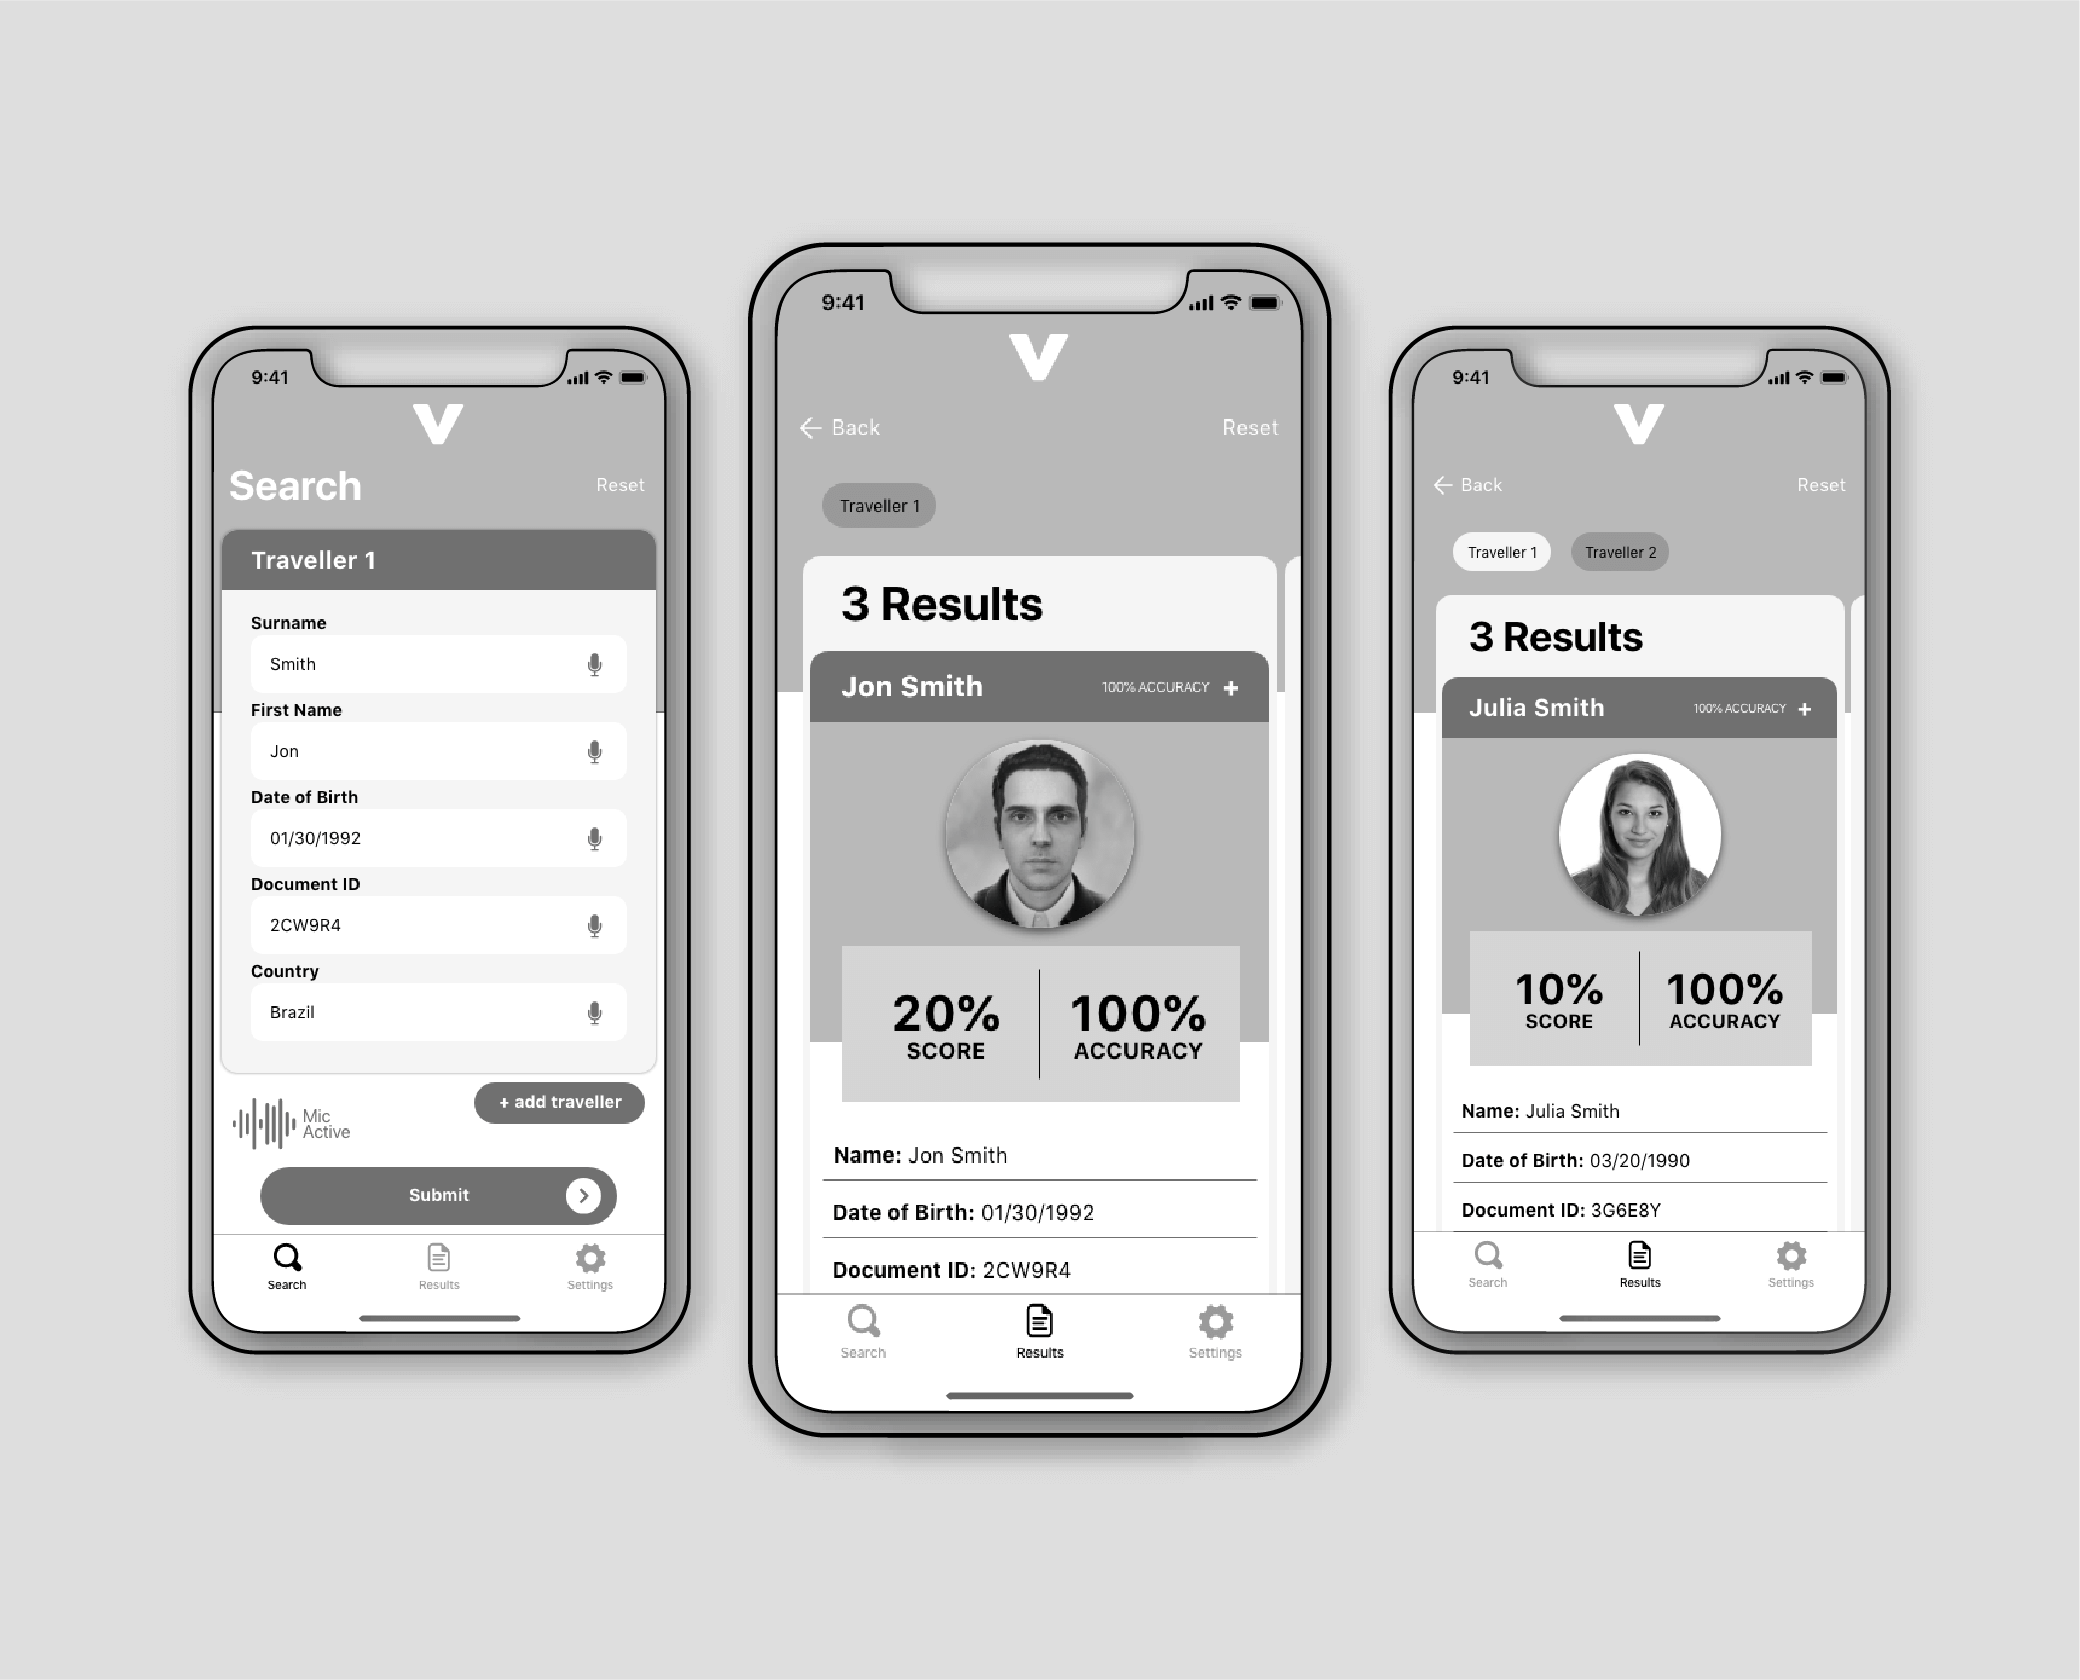 9:41
V
Search
Reset
Traveller 1
Surname
Smith
First Name
Jon
Date of Birth
01/30/1992
Document ID
2CW9R4
Country
Brazil
Mic
Active
+ add traveller
Submit
Search
Results
Settings
9:41
V
Back
Reset
Traveller 1
3 Results
Jon Smith
100% ACCURACY +
20%
SCORE
100%
ACCURACY
Name: Jon Smith
Date of Birth: 01/30/1992
Document ID: 2CW9R4
Search
Results
Settings
9:41
V
Back
Reset
Traveller 1
Traveller 2
3 Results
Julia Smith
100% ACCURACY +
10%
SCORE
100%
ACCURACY
Name: Julia Smith
Date of Birth: 03/20/1990
Document ID: 3G6E8Y
Search
Results
Settings